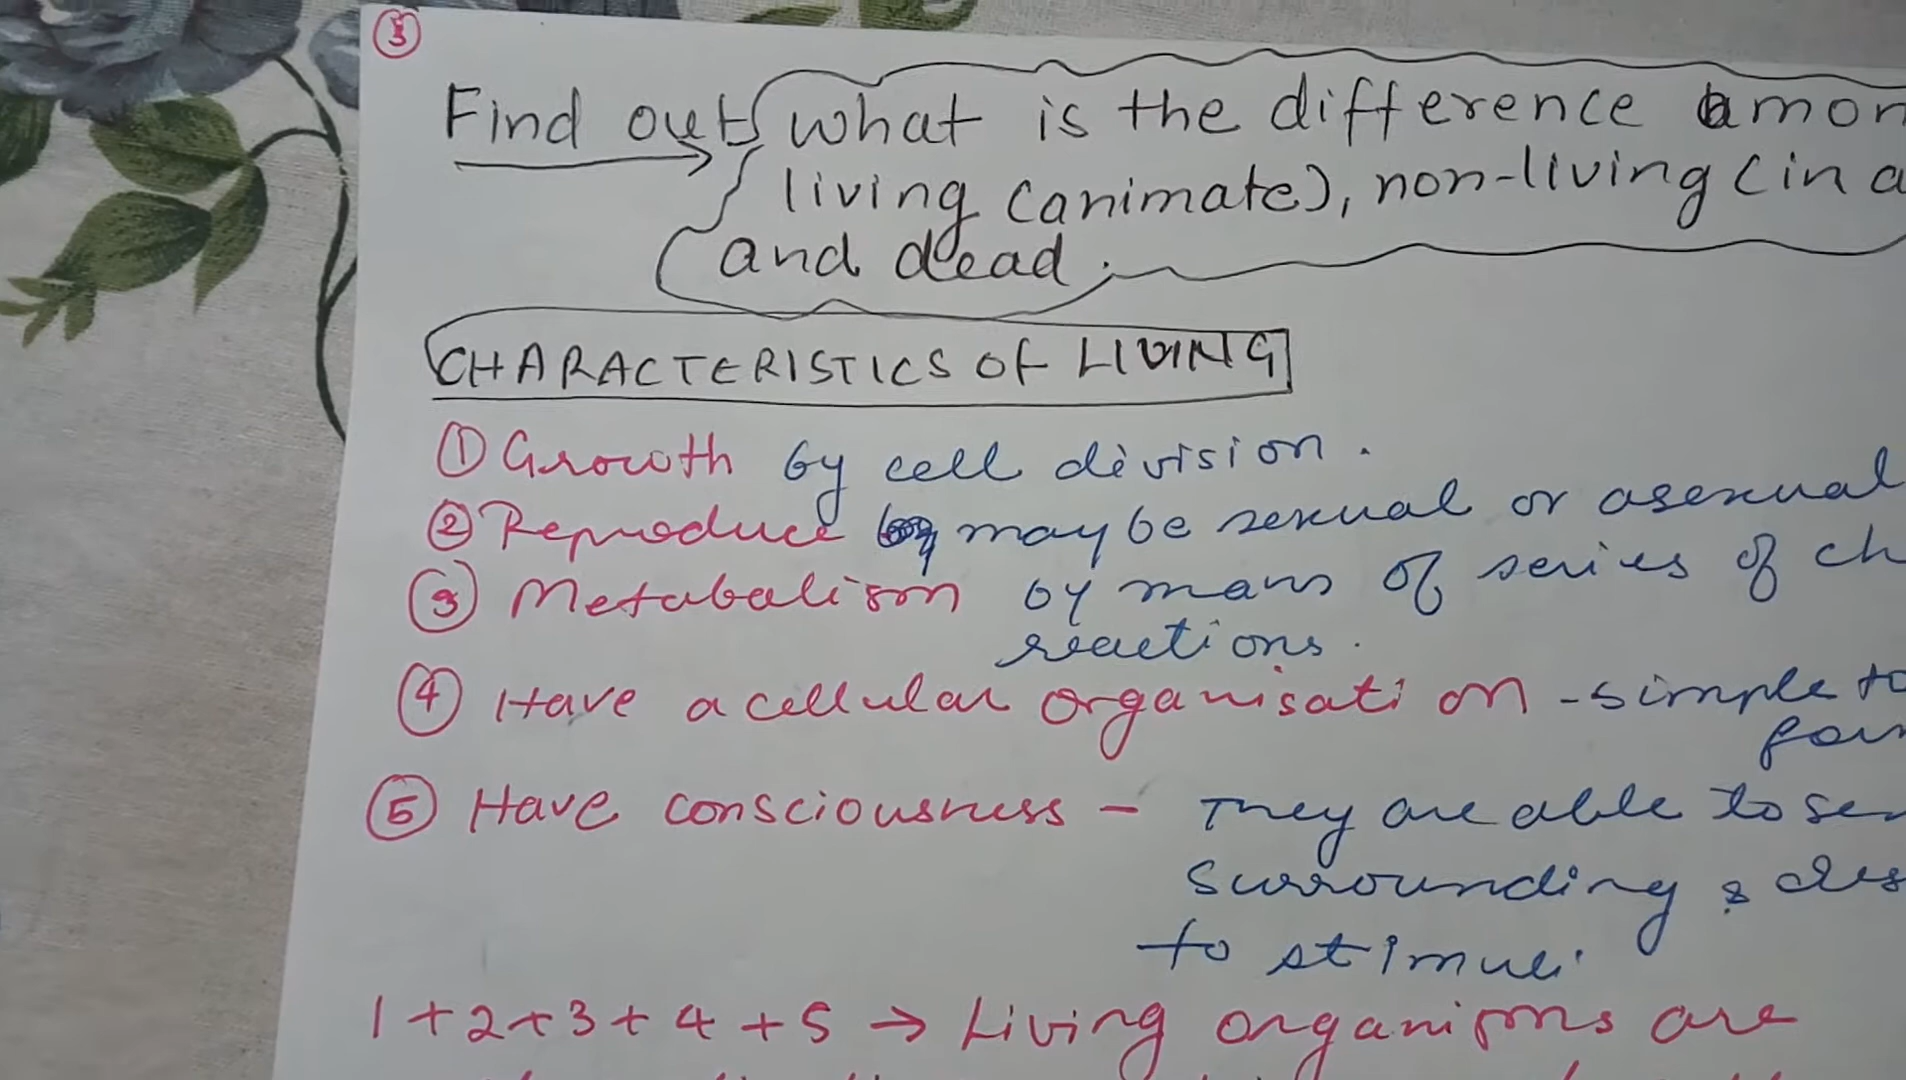 3
Find out what is the difference amon
living (animate), non-living (in a
and dead.
CHARACTERISTICS OF LIVING
① Growth by cell division.
② Reproduce may be sexual or asexual
③ Metabalism by mans of series of ch
reactions.
④ Have a cellular organisation - simple to
⑤ Have consciousness - They are able to se
surrounding &
to stimuli
1+2+3+4+5 → Living organisms are